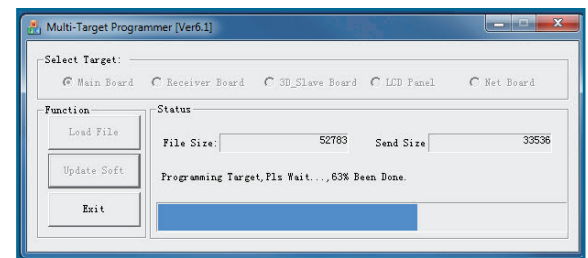 Multi-Target Programmer [Ver6.1]
Select Target:
Main Board Receiver Board 3D_Slave Board LCD Panel Net Board
Function
Status
Load File
File Size: 52783 Send Size 33536
Update Soft
Programming Target,Pls Wait...,63% Been Done.
Exit